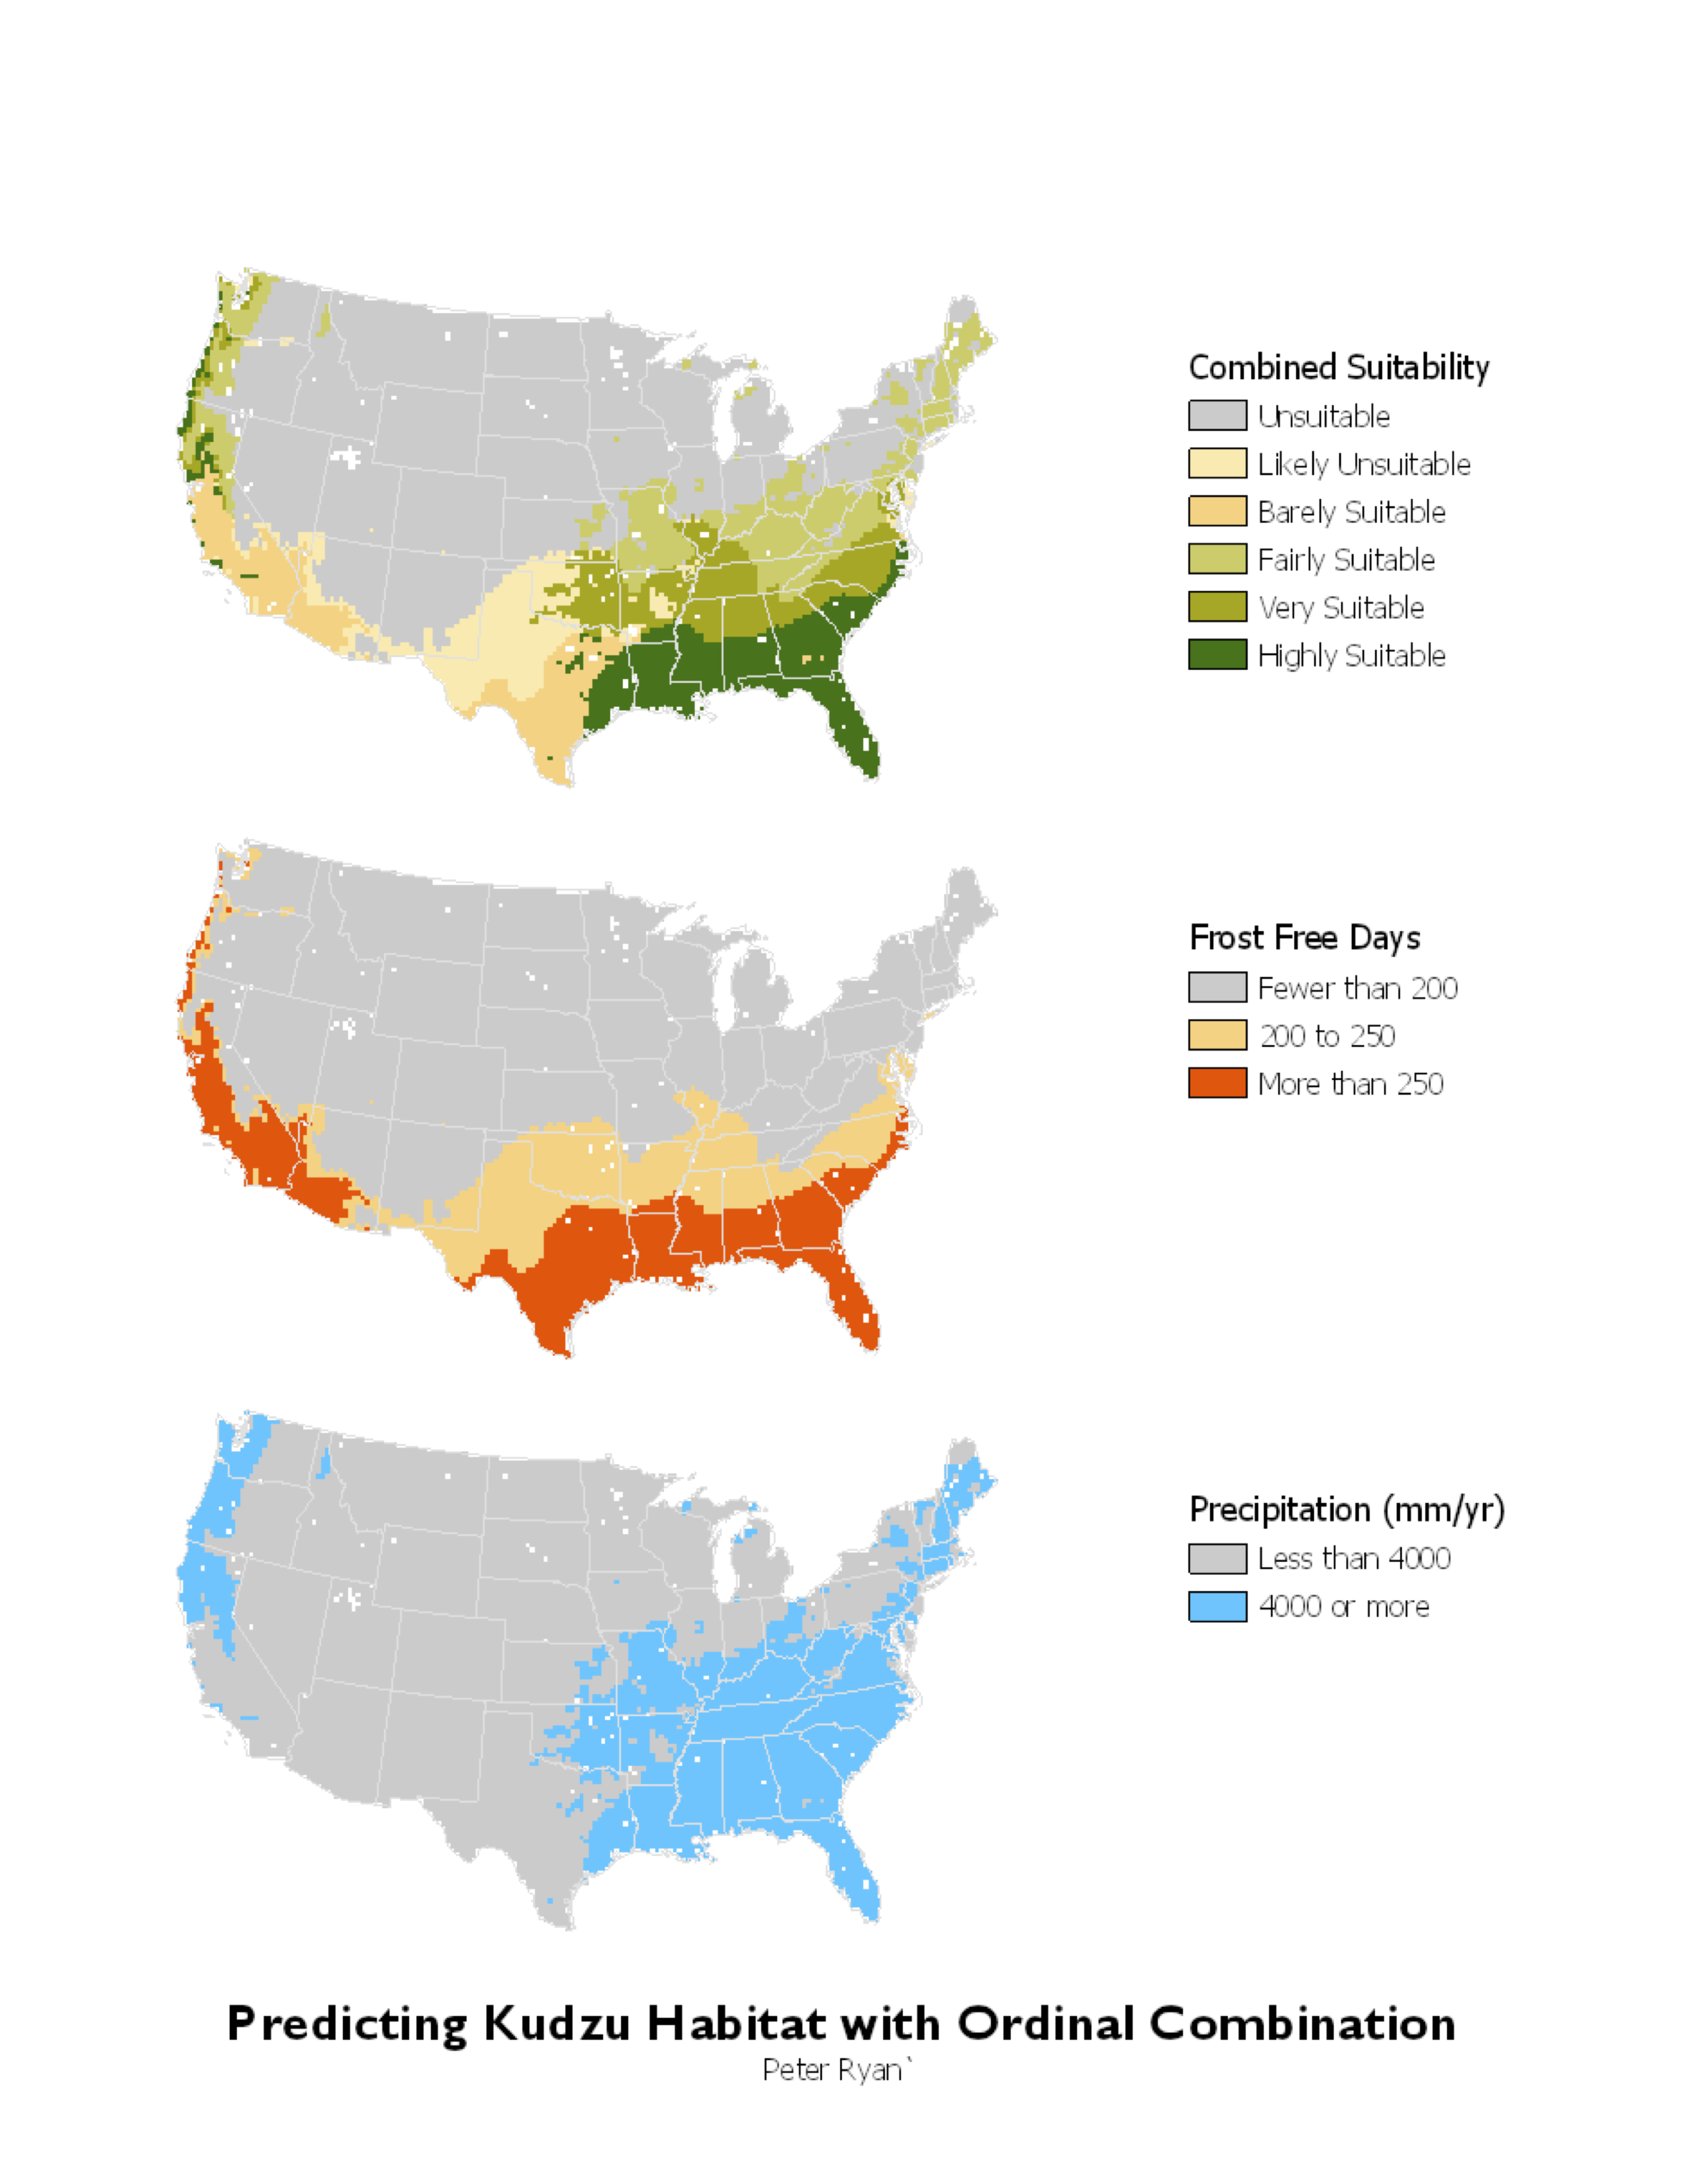 Combined Suitability
Unsuitable
Likely Unsuitable
Barely Suitable
Fairly Suitable
Very Suitable
Highly Suitable
Frost Free Days
Fewer than 200
200 to 250
More than 250
Precipitation (mm/yr)
Less than 4000
4000 or more
Predicting Kudzu Habitat with Ordinal Combination
Peter Ryan`